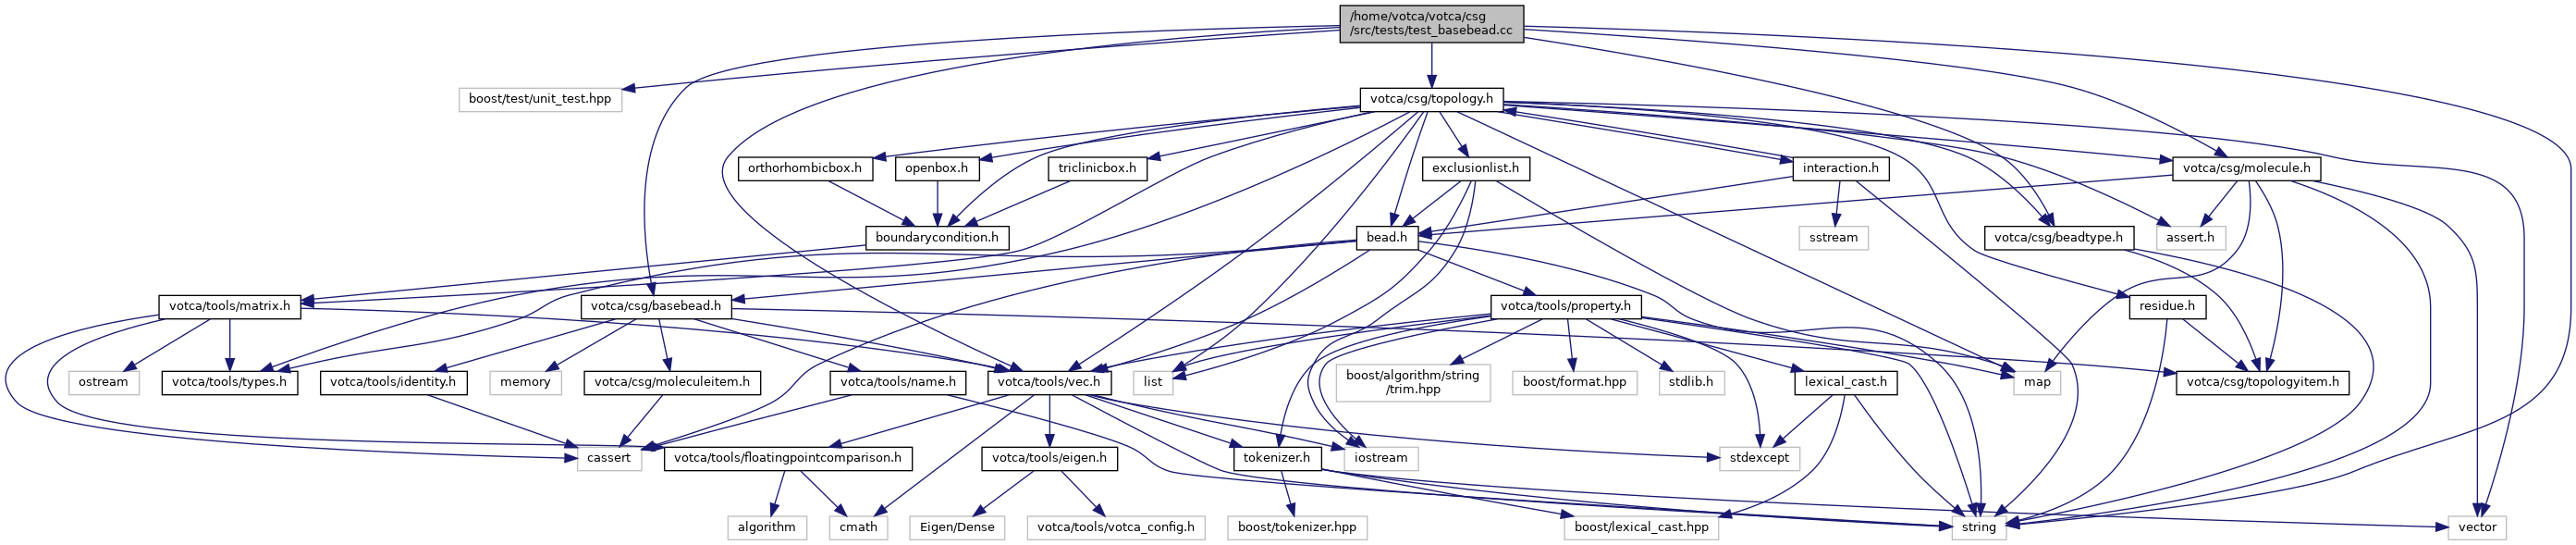 /home/votca/votca/csg
/src/tests/test_basebead.cc
boost/test/unit_test.hpp
votca/csg/topology.h
orthorhombicbox.h
openbox.h
triclinicbox.h
exclusionlist.h
interaction.h
votca/csg/molecule.h
boundarycondition.h
bead.h
sstream
votca/csg/beadtype.h
assert.h
votca/tools/matrix.h
votca/csg/basebead.h
votca/tools/property.h
residue.h
ostream
votca/tools/types.h
votca/tools/identity.h
memory
votca/csg/moleculeitem.h
votca/tools/name.h
votca/tools/vec.h
list
boost/algorithm/string
/trim.hpp
boost/format.hpp
stdlib.h
lexical_cast.h
map
votca/csg/topologyitem.h
cassert
votca/tools/floatingpointcomparison.h
votca/tools/eigen.h
tokenizer.h
iostream
stdexcept
algorithm
cmath
Eigen/Dense
votca/tools/votca_config.h
boost/tokenizer.hpp
boost/lexical_cast.hpp
string
vector